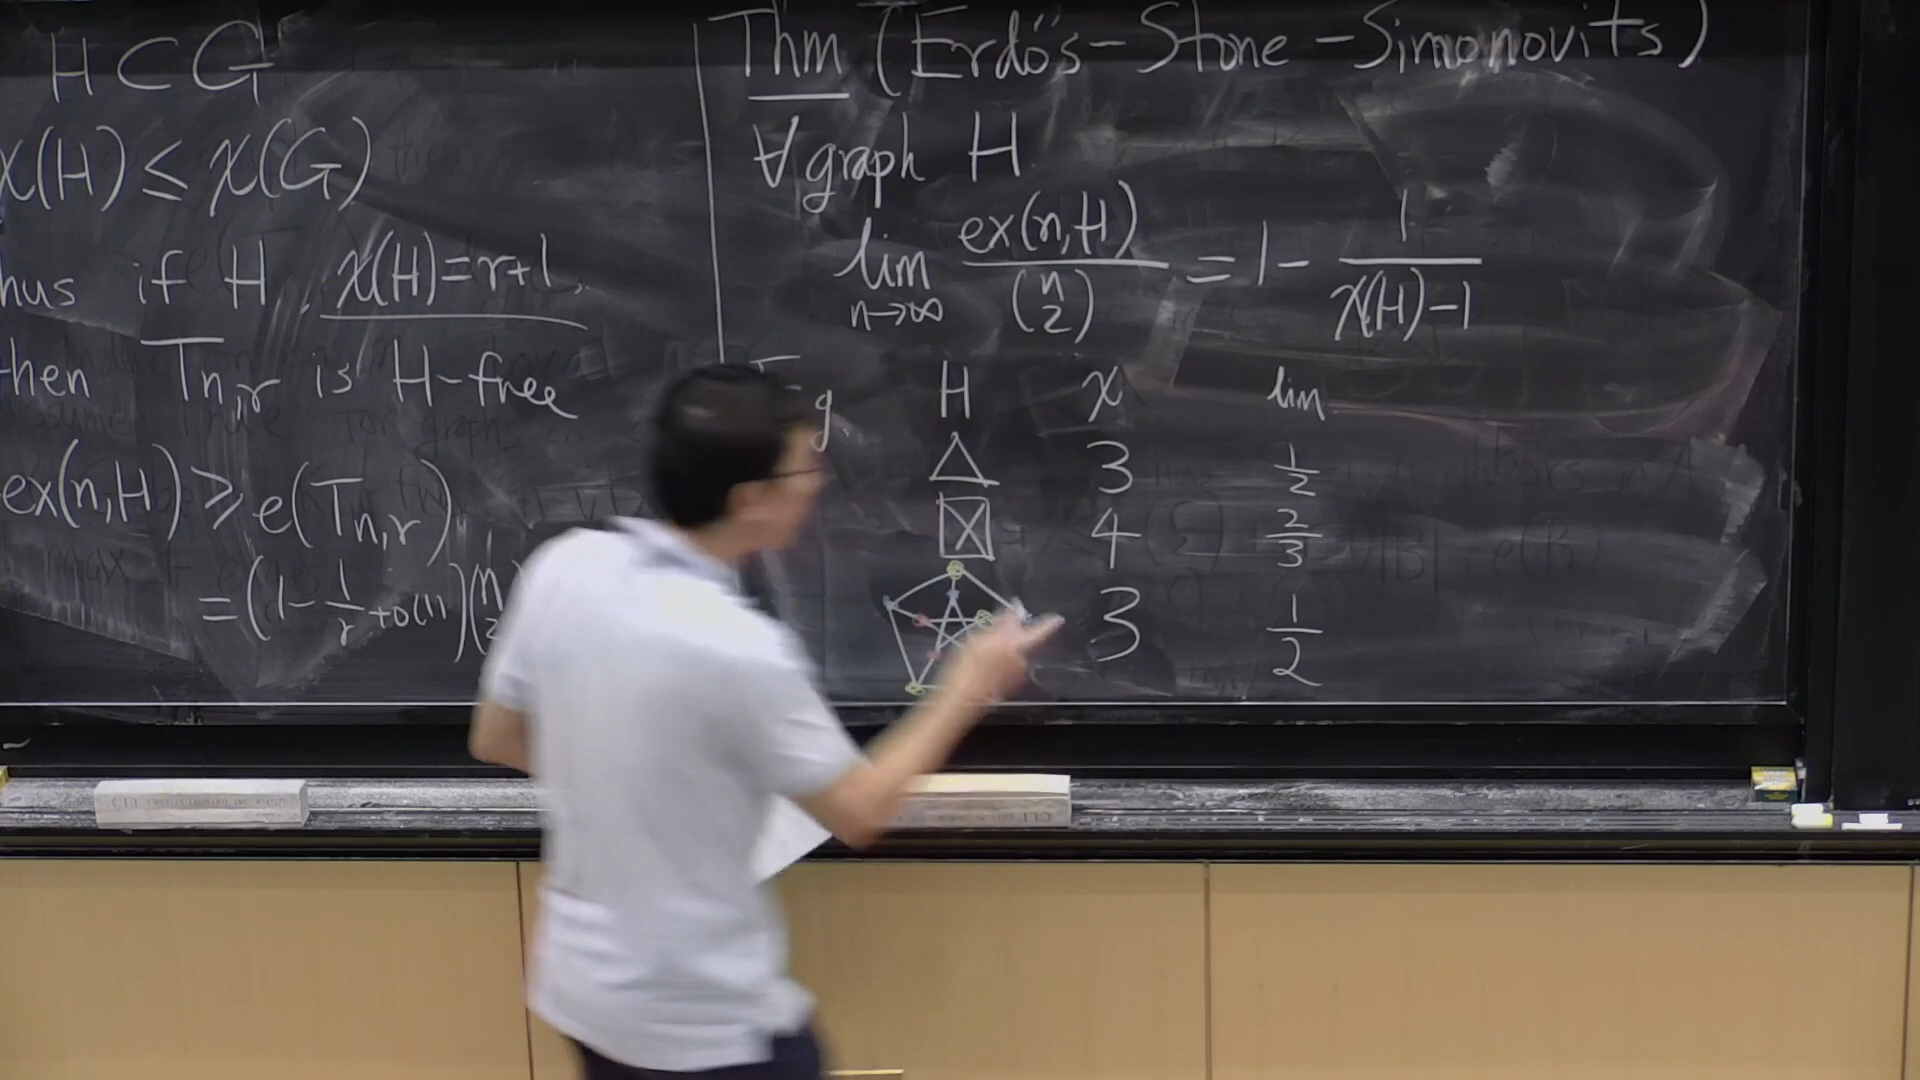 H ⊂ G
χ(H) ≤ χ(G)
hus if H, χ(H)=r+1,
then T_{n,r} is H-free
ex(n,H) ≥ e(T_{n,r})
= (1 - 1/r + o(1)) (n
Thm (Erdős-Stone-Simonovits)
∀ graph H
lim_{n→∞} ex(n,H) / \binom{n}{2} = 1 - 1/(χ(H)-1)
g. H χ lim
3 1/2
4 2/3
3 1/2